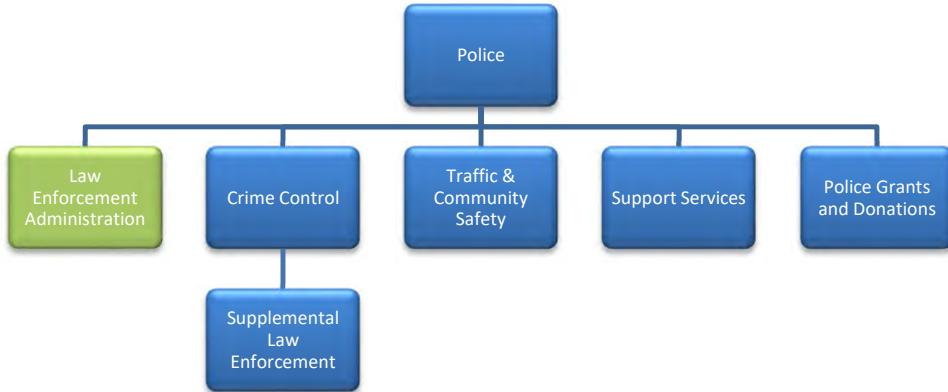 Police
Law
Enforcement
Administration
Crime Control
Traffic &
Community
Safety
Support Services
Police Grants
and Donations
Supplemental
Law
Enforcement